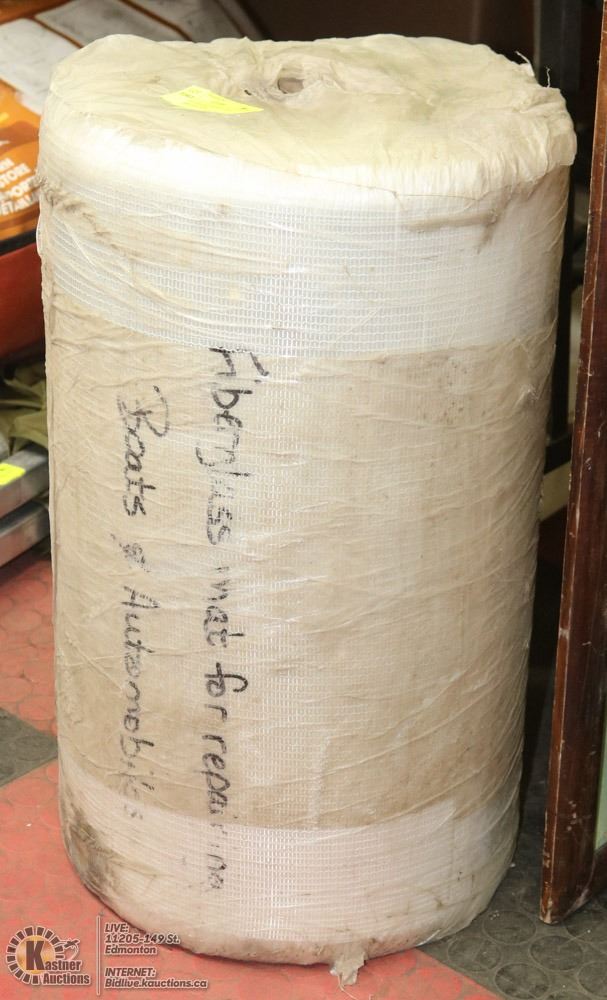 Fiberglass mat for repairing
Boats & Automobiles
LIVE:
11205-149 St.
Edmonton
INTERNET:
Bidlive.kauctions.ca
K
Kastner
Auctions